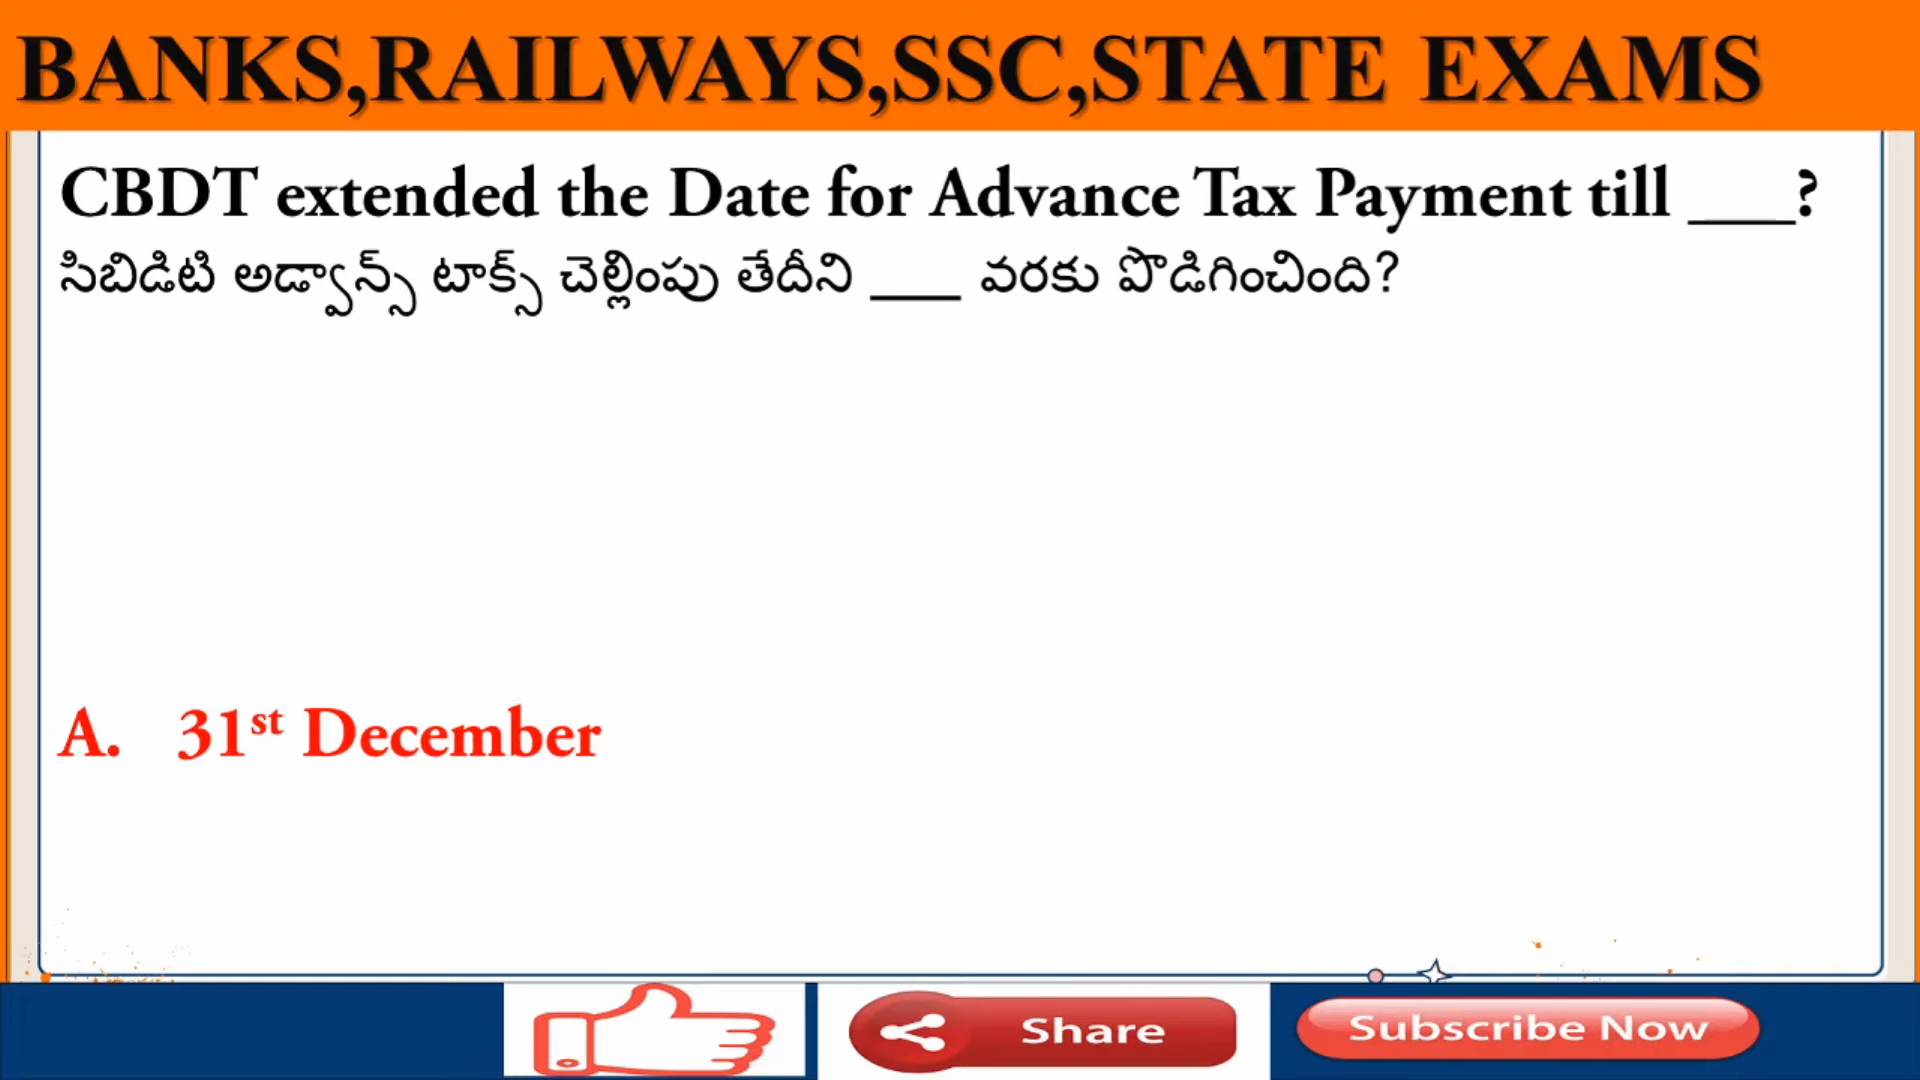 BANKS,RAILWAYS,SSC,STATE EXAMS
CBDT extended the Date for Advance Tax Payment till ___?
సిబిడిటి అడ్వాన్స్ టాక్స్ చెల్లింపు తేదీని ___ వరకు పొడిగించింది?
A. 31st December
Share
Subscribe Now